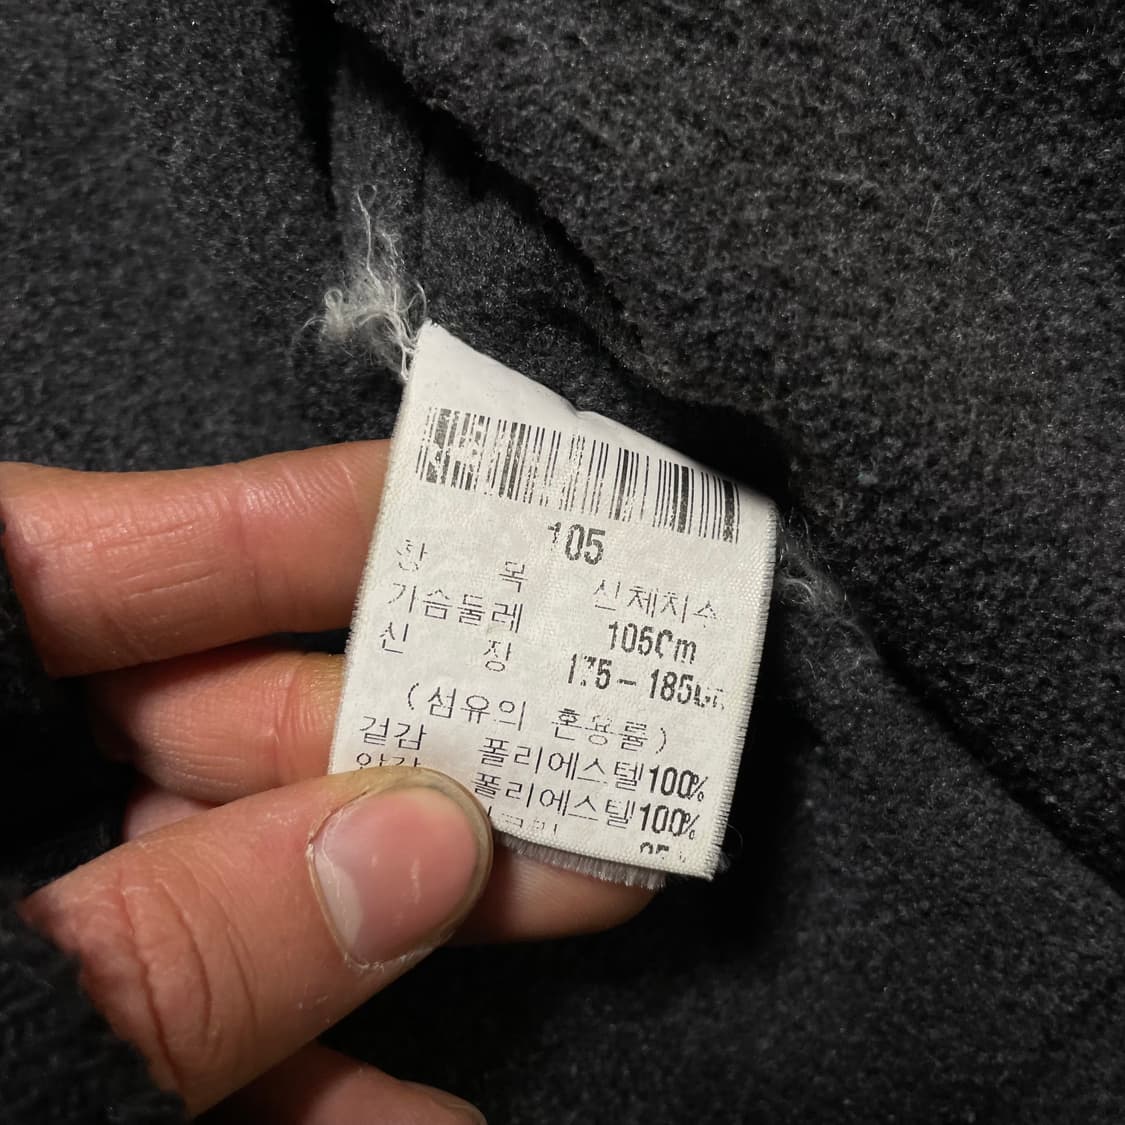 105
항 목 신체치수
가슴둘레 105Cm
신 장 175-185Cm
(섬유의 혼용률)
겉감 폴리에스텔100%
안감 폴리에스텔100%